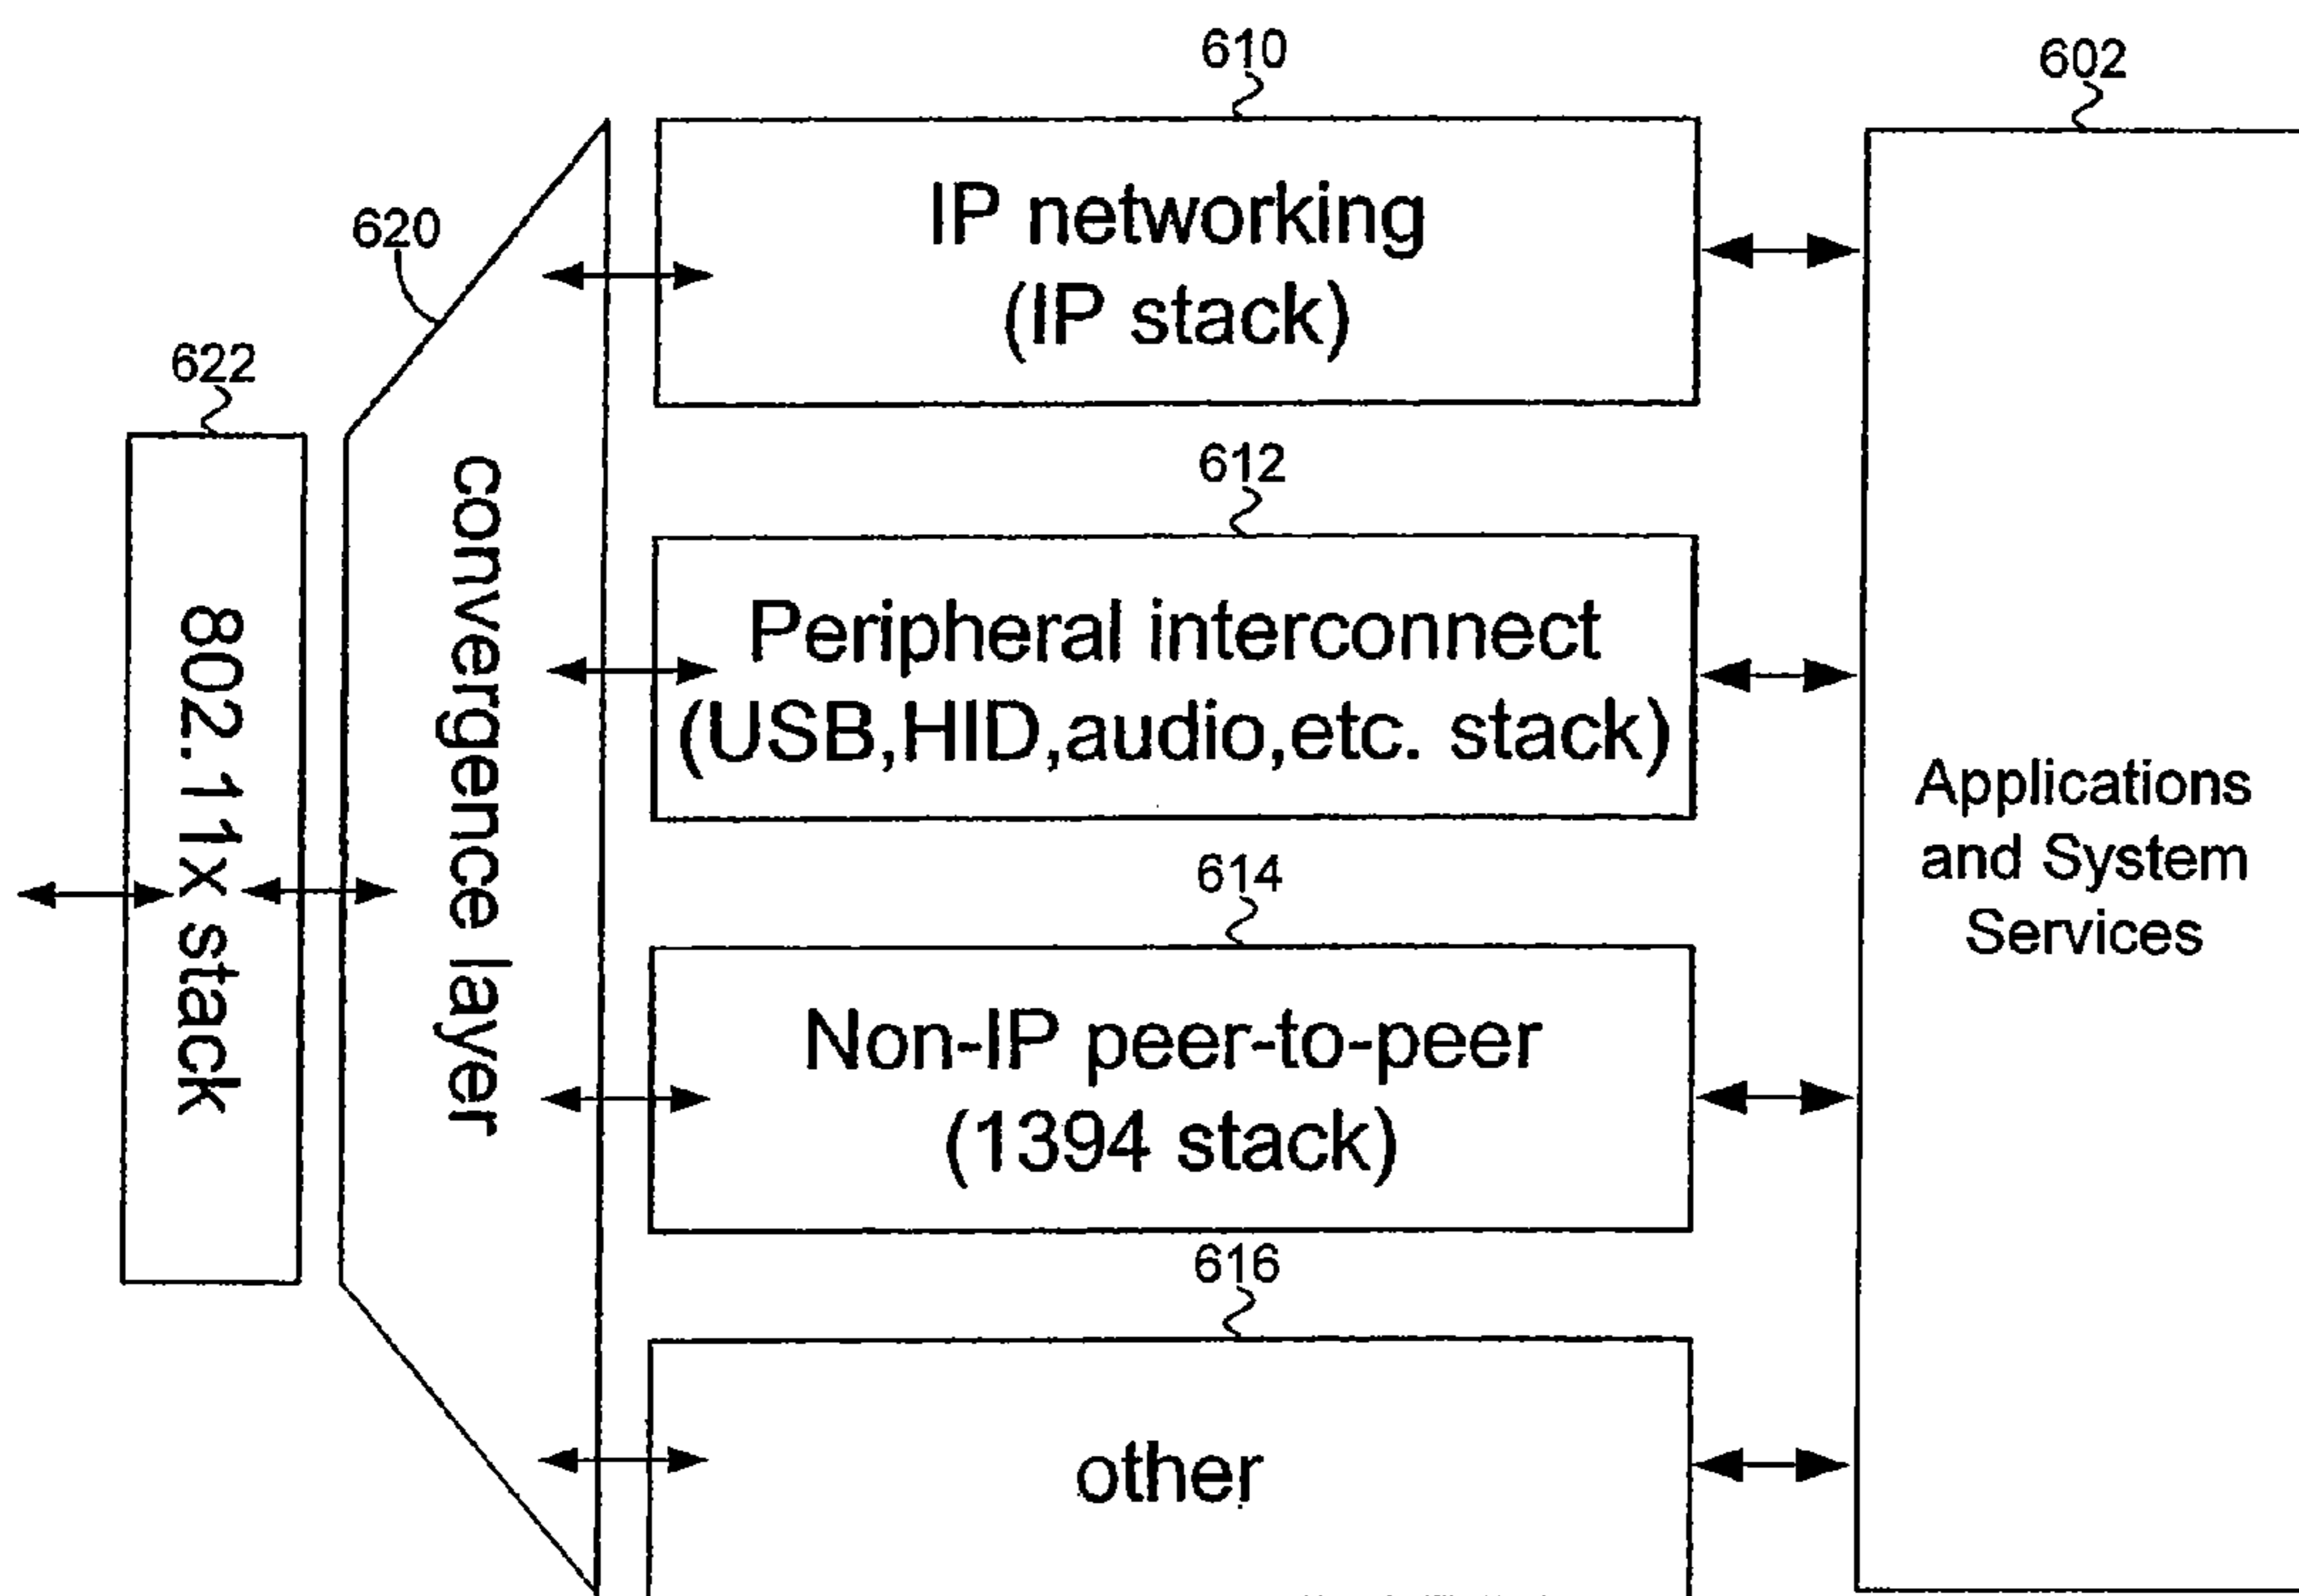 610
602
IP networking
(IP stack)
620
622
612
convergence layer
Peripheral interconnect
(USB,HID,audio,etc. stack)
802.11x stack
Applications
and System
Services
614
Non-IP peer-to-peer
(1394 stack)
616
other